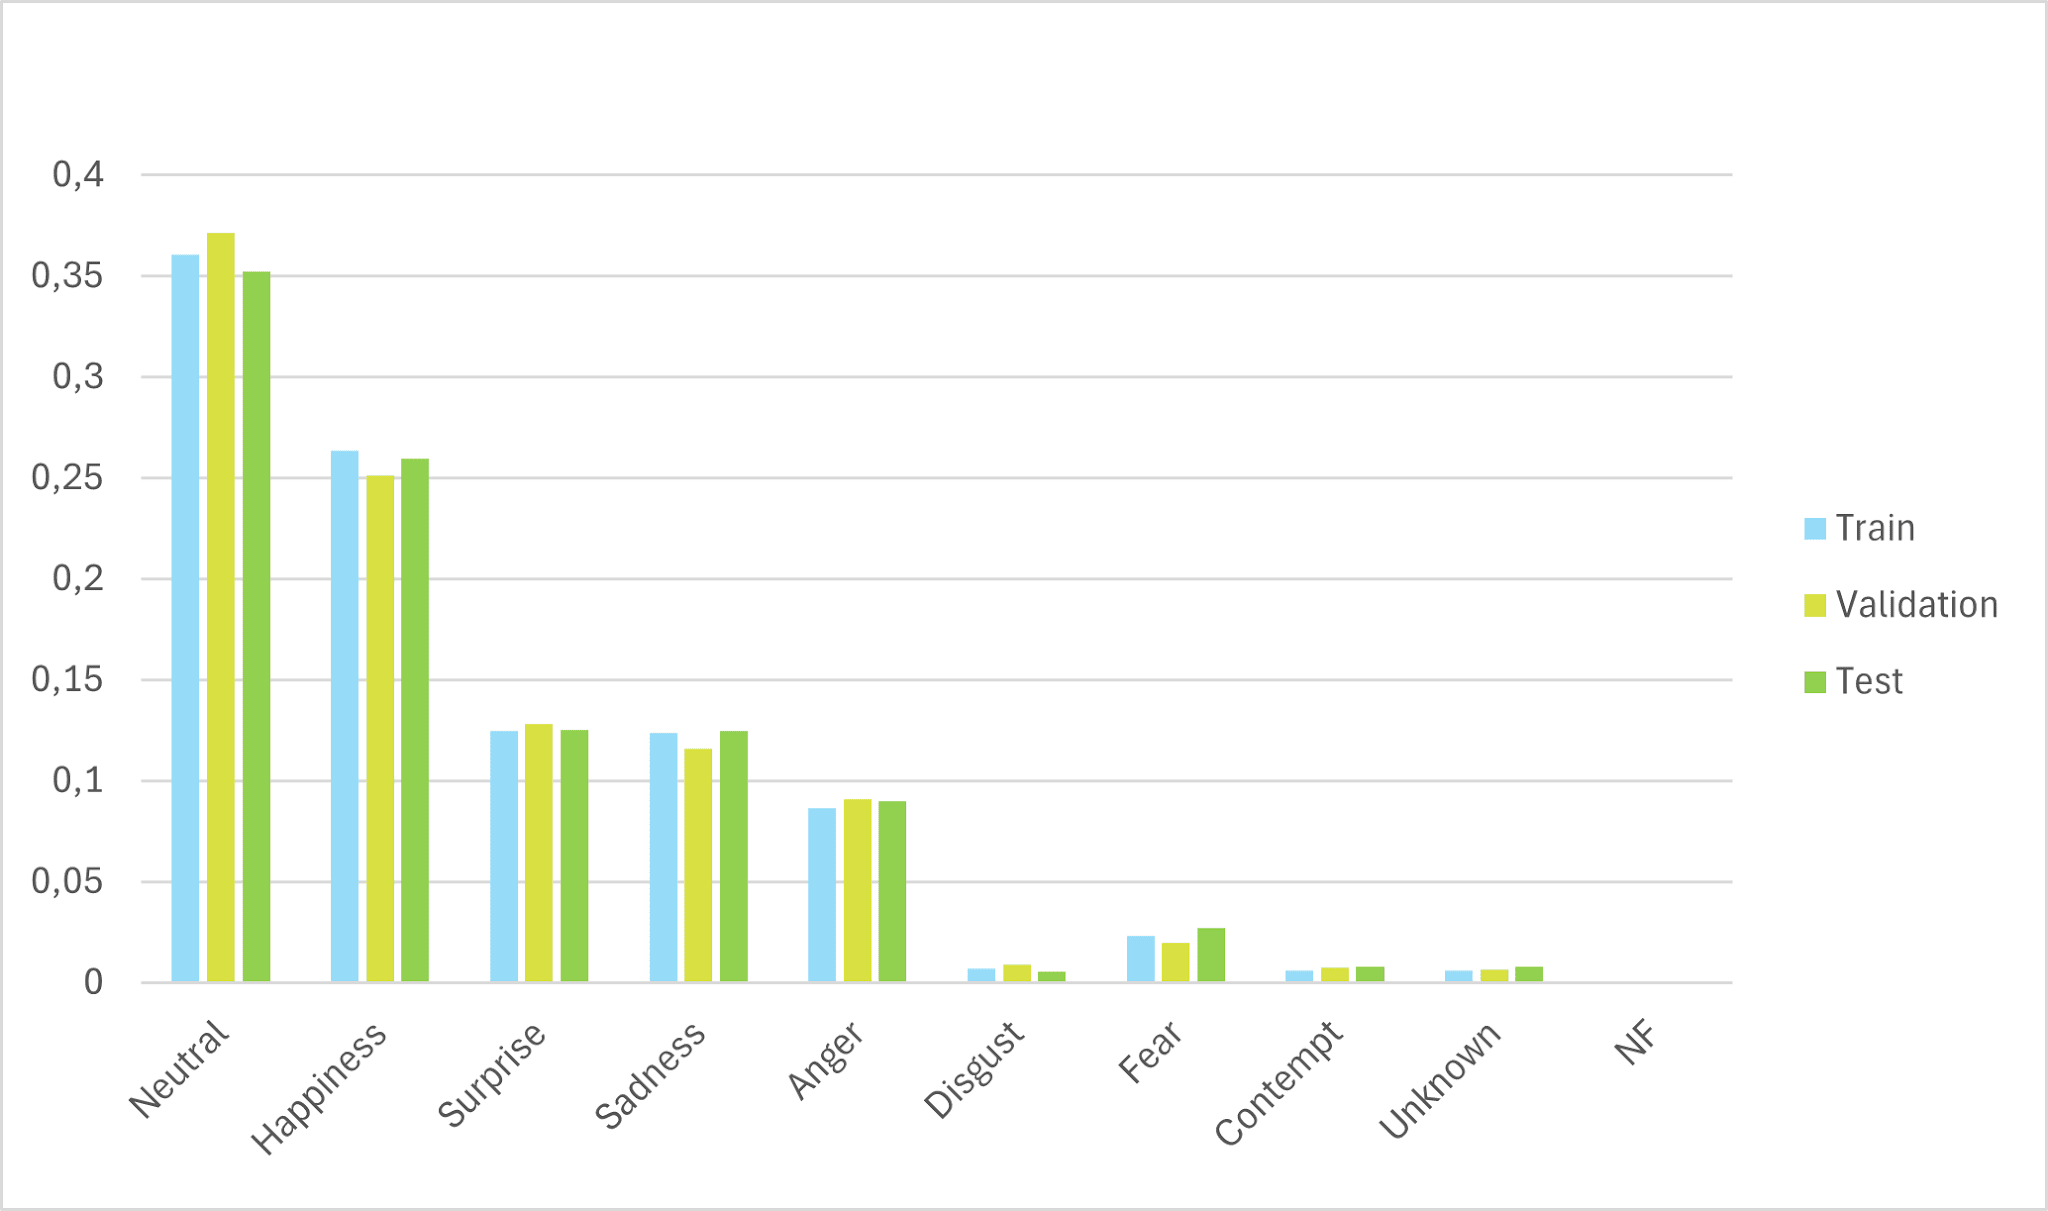 0,4
0,35
0,3
0,25
0,2
0,15
0,1
0,05
0
Neutral
Happiness
Surprise
Sadness
Anger
Disgust
Fear
Contempt
Unknown
NF
Train
Validation
Test